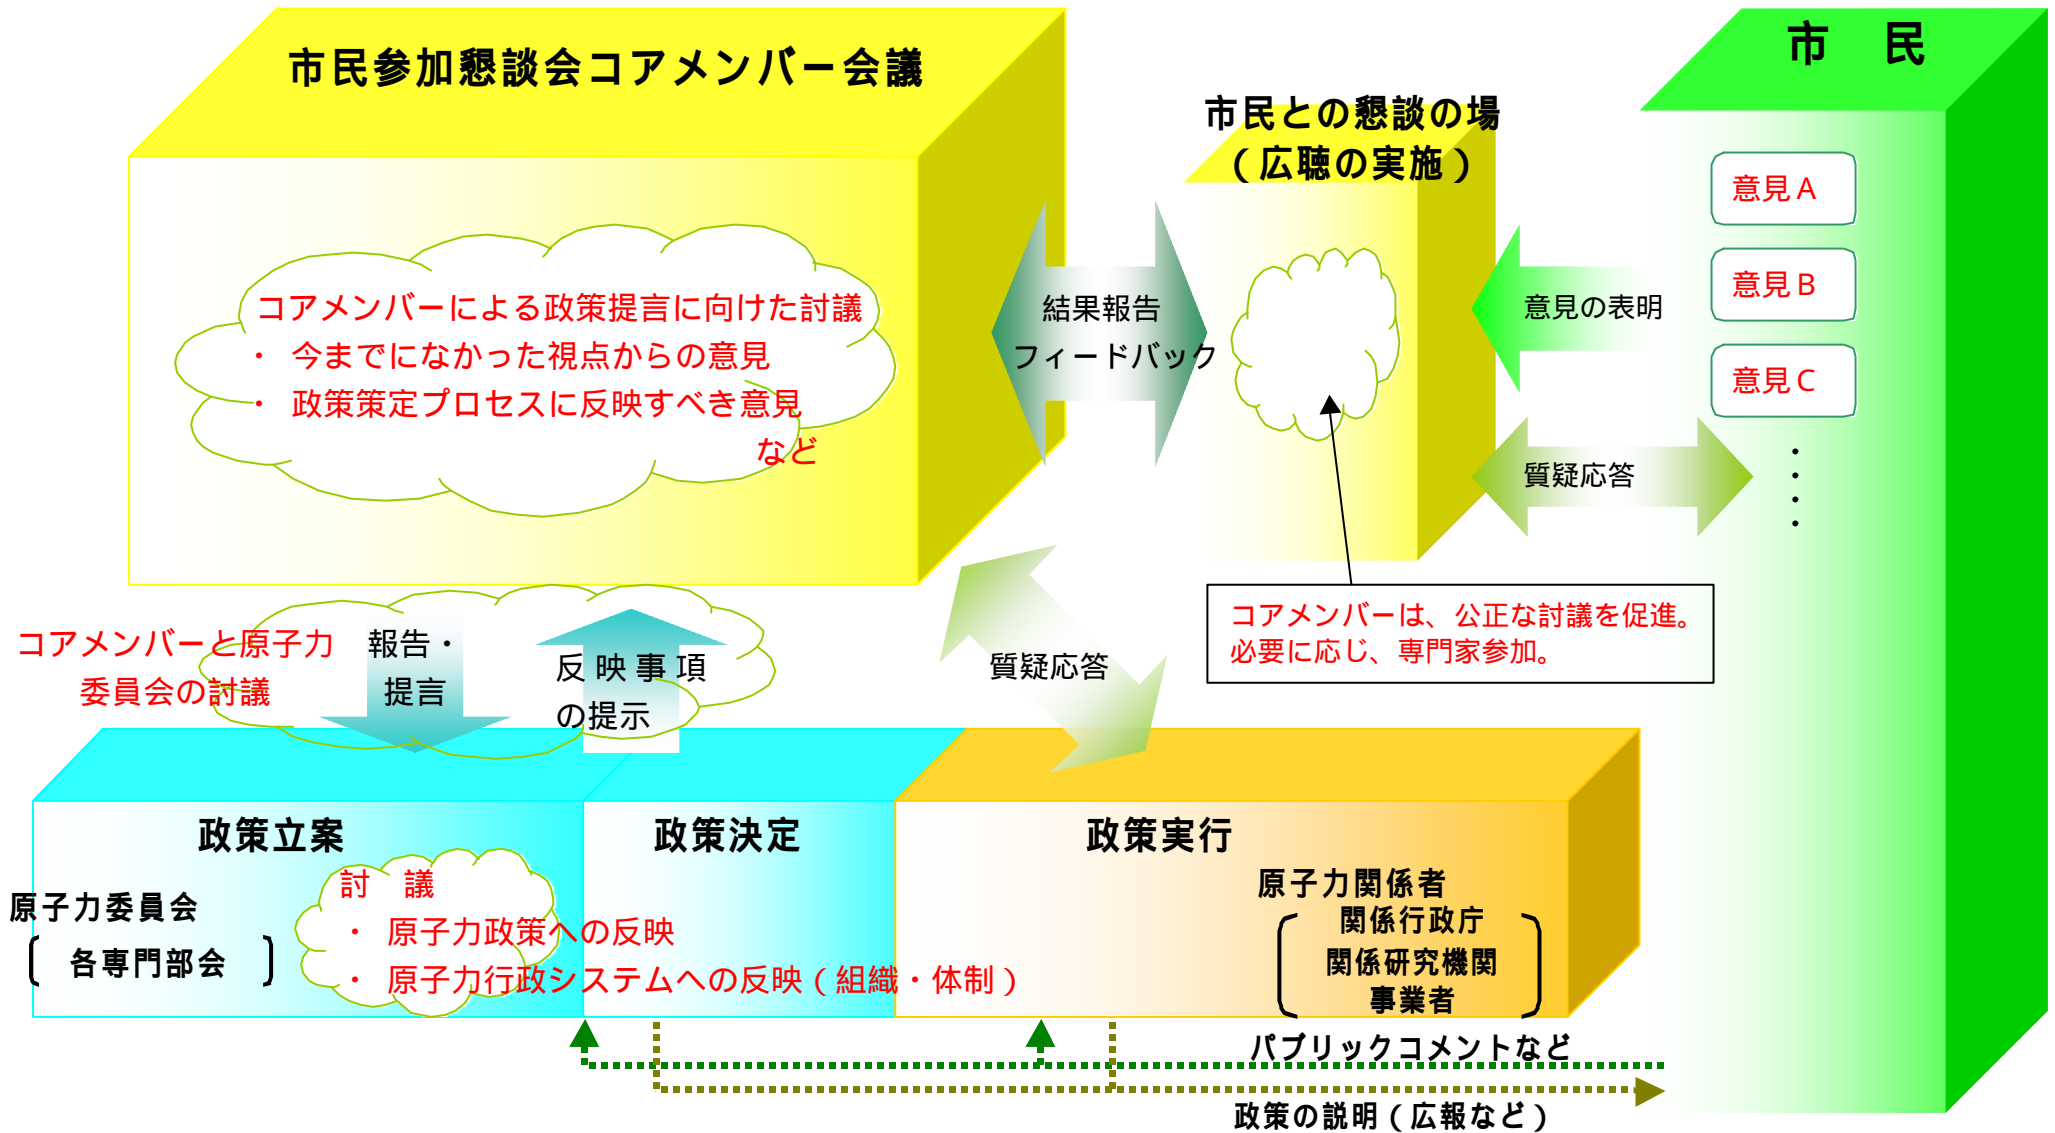 市民参加懇談会コアメンバー会議
市　民
市民との懇談の場
（広聴の実施）
意見A
意見B
意見C
・・・・
コアメンバーによる政策提言に向けた討議
・ 今までになかった視点からの意見
・ 政策策定プロセスに反映すべき意見
など
結果報告
フィードバック
意見の表明
質疑応答
コアメンバーは、公正な討議を促進。
必要に応じ、専門家参加。
コアメンバーと原子力
委員会の討議
報告・
提言
反映事項
の提示
質疑応答
政策立案
政策決定
政策実行
原子力委員会
各専門部会
討　議
・ 原子力政策への反映
・ 原子力行政システムへの反映（組織・体制）
原子力関係者
関係行政庁
関係研究機関
事業者
パブリックコメントなど
政策の説明（広報など）